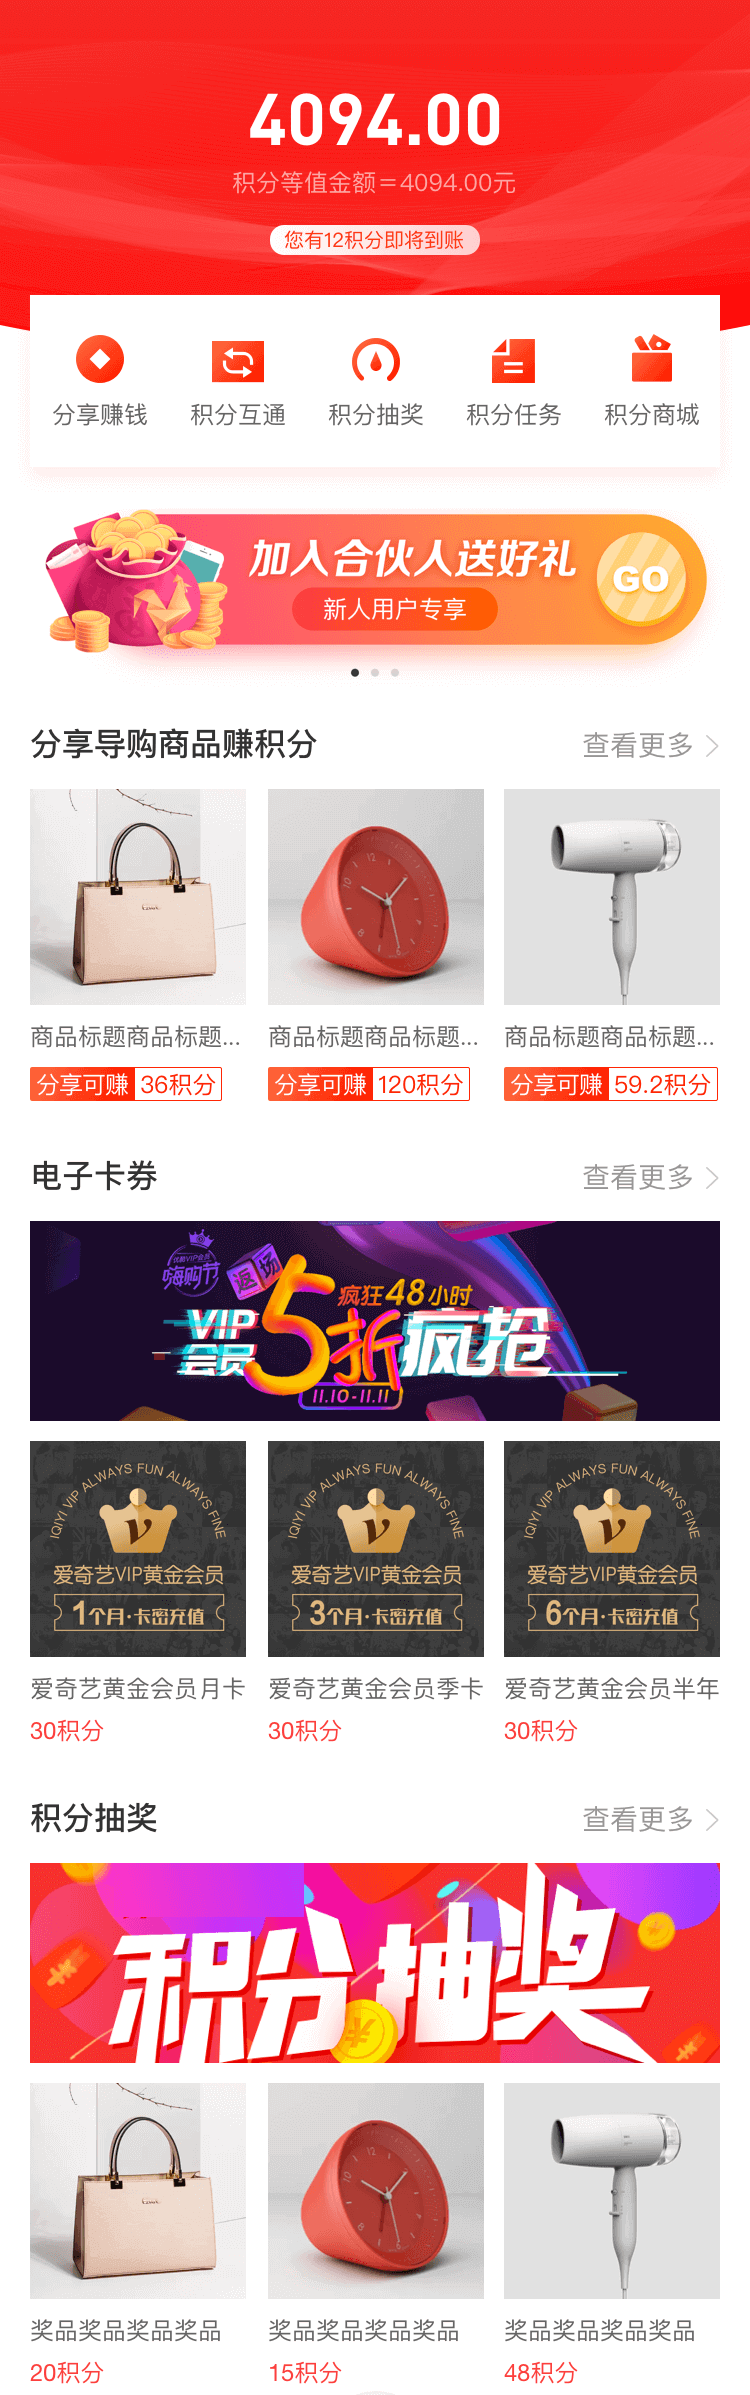 4094.00
积分等值金额=4094.00元
您有12积分即将到账
分享赚钱 积分互通 积分抽奖 积分任务 积分商城
加入合伙人送好礼
GO
新人用户专享
分享导购商品赚积分 查看更多
商品标题商品标题... 商品标题商品标题... 商品标题商品标题...
分享可赚 36积分 分享可赚 120积分 分享可赚 59.2积分
电子卡券 查看更多
优酷VIP会员
嗨购节
返场
疯狂48小时
VIP
会员
5折疯抢
11.10-11.11
IQIYI VIP ALWAYS FUN ALWAYS FINE IQIYI VIP ALWAYS FUN ALWAYS FINE IQIYI VIP ALWAYS FUN ALWAYS FINE
爱奇艺VIP黄金会员 爱奇艺VIP黄金会员 爱奇艺VIP黄金会员
1个月·卡密充值 3个月·卡密充值 6个月·卡密充值
爱奇艺黄金会员月卡 爱奇艺黄金会员季卡 爱奇艺黄金会员半年
30积分 30积分 30积分
积分抽奖 查看更多
积分抽奖
奖品奖品奖品奖品 奖品奖品奖品奖品 奖品奖品奖品奖品
20积分 15积分 48积分